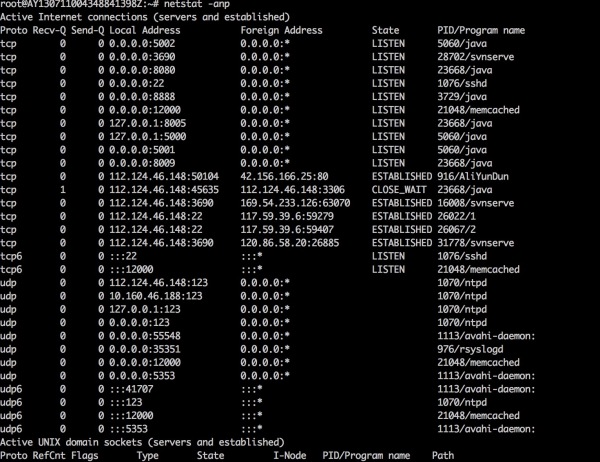 root@AY130711004348841398Z:~# netstat -anp
Active Internet connections (servers and established)
Proto Recv-Q Send-Q Local Address Foreign Address State PID/Program name
tcp 0 0 0.0.0.0:5002 0.0.0.0:* LISTEN 5060/java
tcp 0 0 0.0.0.0:3690 0.0.0.0:* LISTEN 28702/svnserve
tcp 0 0 0.0.0.0:8080 0.0.0.0:* LISTEN 23668/java
tcp 0 0 0.0.0.0:22 0.0.0.0:* LISTEN 1076/sshd
tcp 0 0 0.0.0.0:8888 0.0.0.0:* LISTEN 3729/java
tcp 0 0 0.0.0.0:12000 0.0.0.0:* LISTEN 21048/memcached
tcp 0 0 127.0.0.1:8005 0.0.0.0:* LISTEN 23668/java
tcp 0 0 127.0.0.1:5000 0.0.0.0:* LISTEN 5060/java
tcp 0 0 0.0.0.0:5001 0.0.0.0:* LISTEN 5060/java
tcp 0 0 0.0.0.0:8009 0.0.0.0:* LISTEN 23668/java
tcp 0 0 112.124.46.148:50104 42.156.166.25:80 ESTABLISHED 916/AliYunDun
tcp 1 0 112.124.46.148:45635 112.124.46.148:3306 CLOSE_WAIT 23668/java
tcp 0 0 112.124.46.148:3690 169.54.233.126:63070 ESTABLISHED 16008/svnserve
tcp 0 0 112.124.46.148:22 117.59.39.6:59279 ESTABLISHED 26022/1
tcp 0 0 112.124.46.148:22 117.59.39.6:59407 ESTABLISHED 26067/2
tcp 0 0 112.124.46.148:3690 120.86.58.20:26885 ESTABLISHED 31778/svnserve
tcp6 0 0 :::22 :::* LISTEN 1076/sshd
tcp6 0 0 :::12000 :::* LISTEN 21048/memcached
udp 0 0 112.124.46.148:123 0.0.0.0:* 1070/ntpd
udp 0 0 10.160.46.188:123 0.0.0.0:* 1070/ntpd
udp 0 0 127.0.0.1:123 0.0.0.0:* 1070/ntpd
udp 0 0 0.0.0.0:123 0.0.0.0:* 1070/ntpd
udp 0 0 0.0.0.0:55548 0.0.0.0:* 1113/avahi-daemon:
udp 0 0 0.0.0.0:35351 0.0.0.0:* 976/rsyslogd
udp 0 0 0.0.0.0:12000 0.0.0.0:* 21048/memcached
udp 0 0 0.0.0.0:5353 0.0.0.0:* 1113/avahi-daemon:
udp6 0 0 :::41707 :::* 1113/avahi-daemon:
udp6 0 0 :::123 :::* 1070/ntpd
udp6 0 0 :::12000 :::* 21048/memcached
udp6 0 0 :::5353 :::* 1113/avahi-daemon:
Active UNIX domain sockets (servers and established)
Proto RefCnt Flags Type State I-Node PID/Program name Path